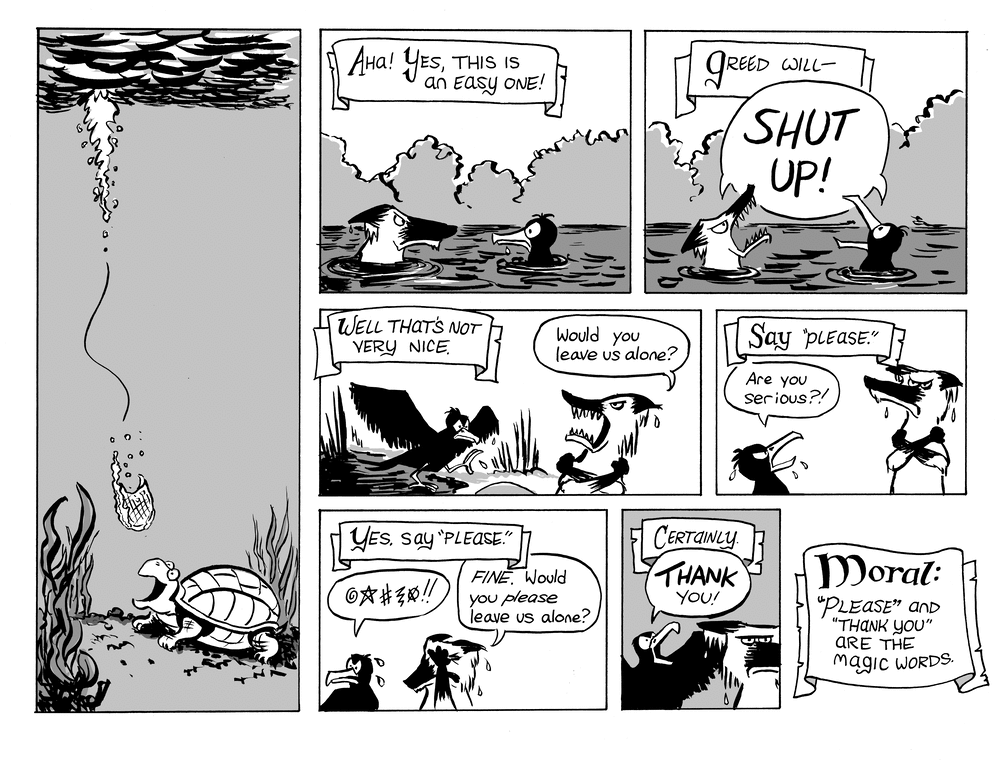 Aha! Yes, this is
an easy one!
Greed will—
SHUT
UP!
Well that's not
very nice.
Would you
leave us alone?
Say "please."
Are you
serious?!
Yes, say "please."
@☆#⚡※!!
FINE. Would
you please
leave us alone?
Certainly.
THANK
YOU!
Moral:
"Please" and
"thank you"
are the
magic words.